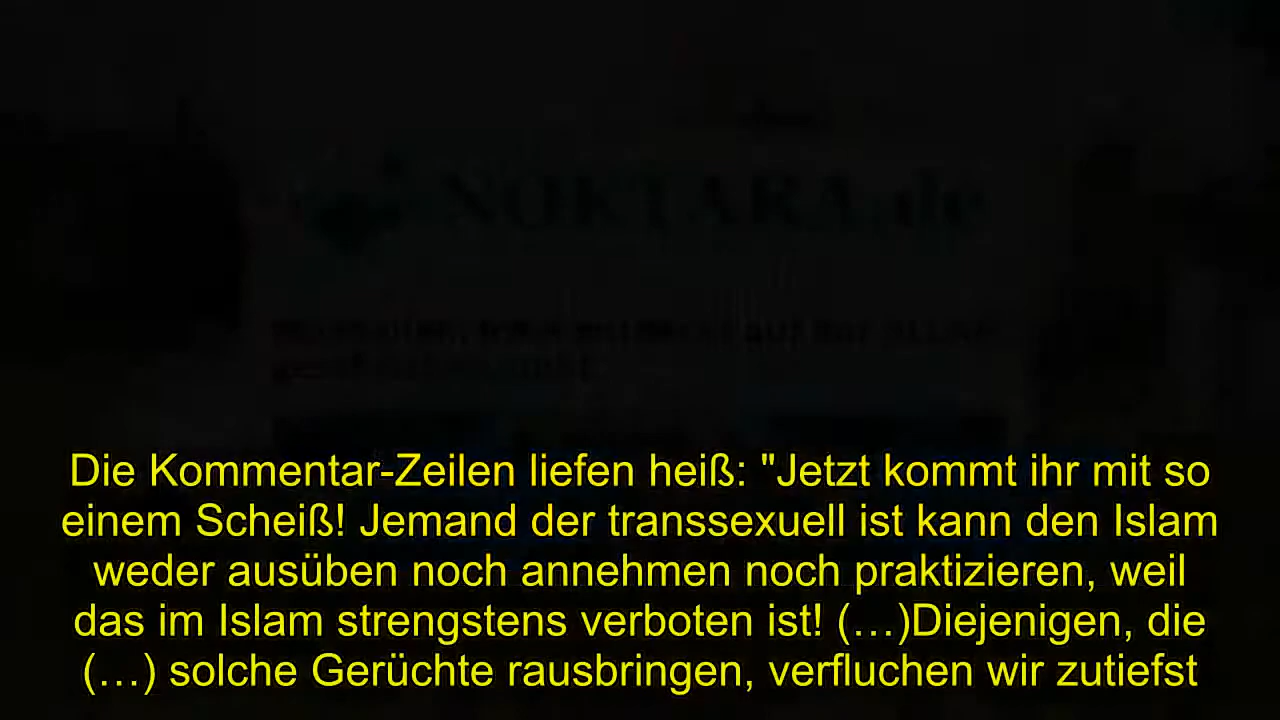 NOKTARA.de
Die Kommentar-Zeilen liefen heiß: "Jetzt kommt ihr mit so
einem Scheiß! Jemand der transsexuell ist kann den Islam
weder ausüben noch annehmen noch praktizieren, weil
das im Islam strengstens verboten ist! (…)Diejenigen, die
(…) solche Gerüchte rausbringen, verfluchen wir zutiefst